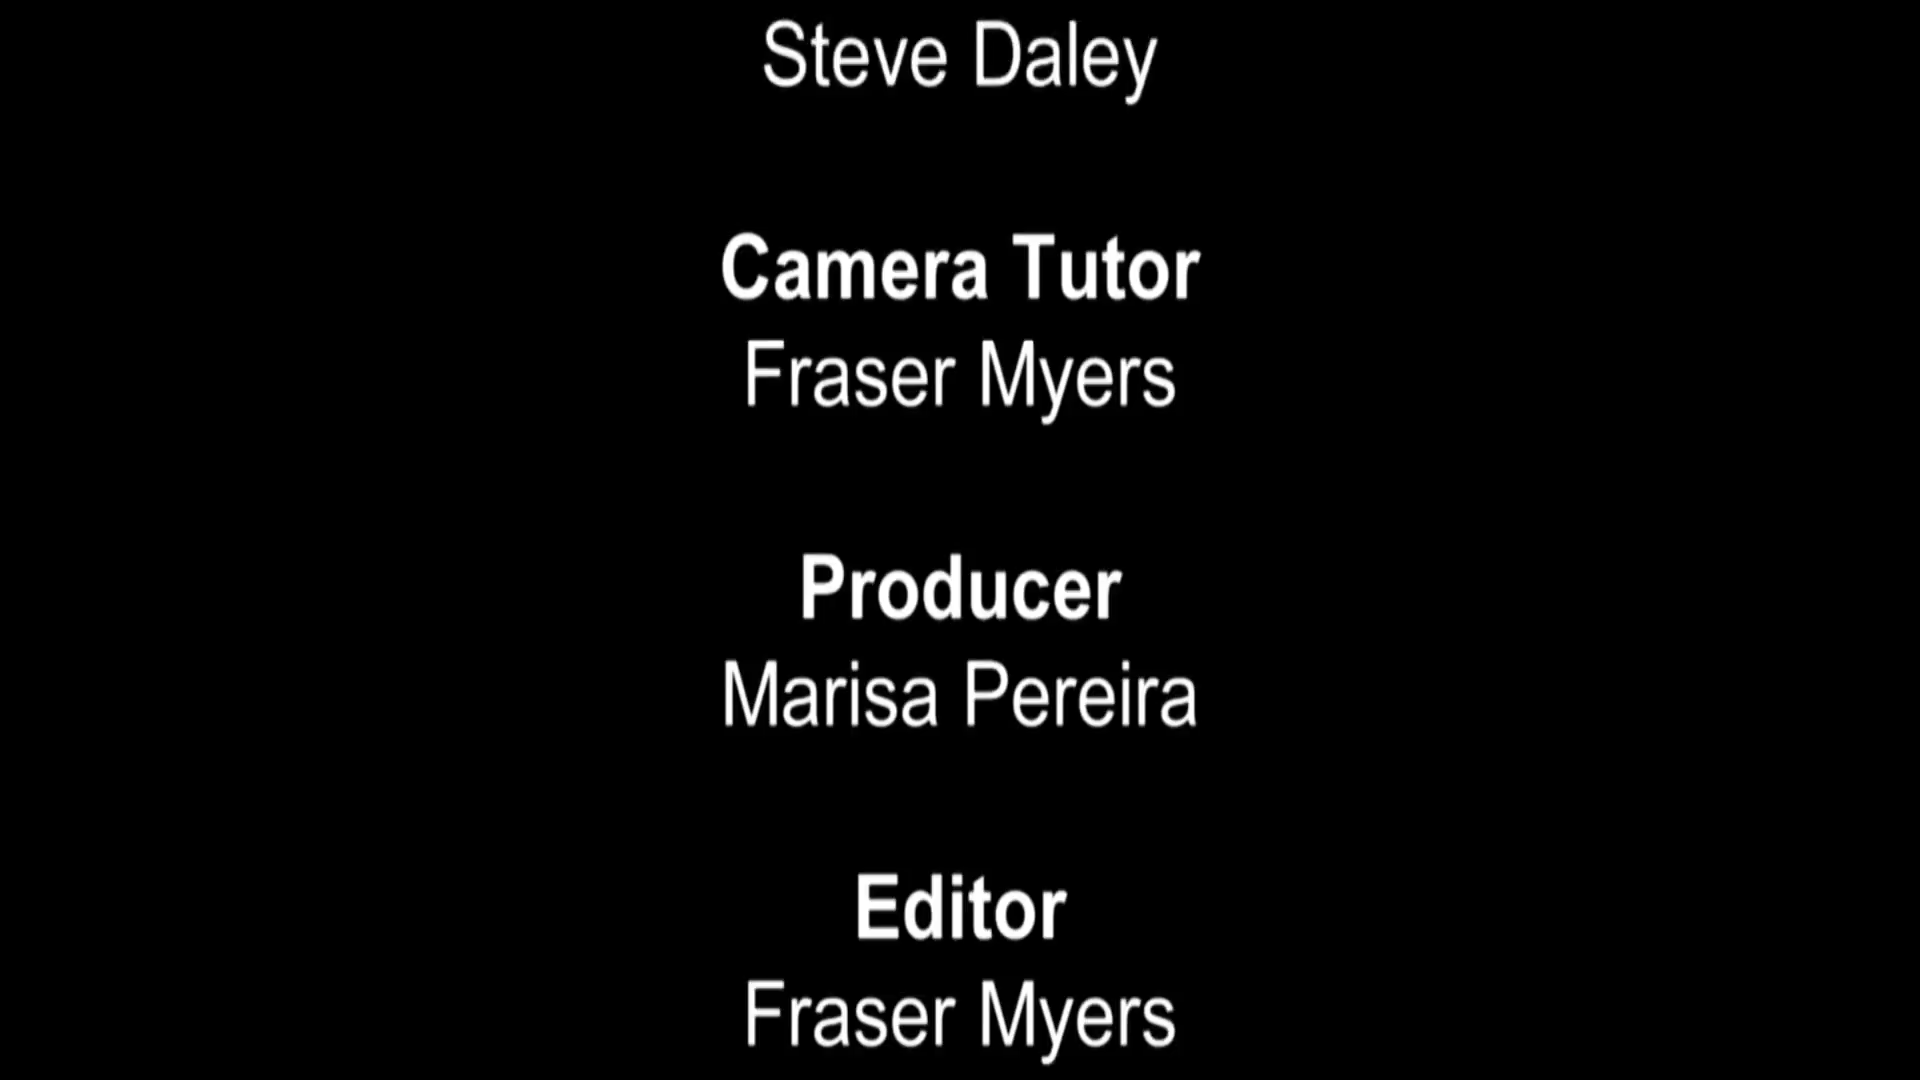 Steve Daley
Camera Tutor
Fraser Myers
Producer
Marisa Pereira
Editor
Fraser Myers